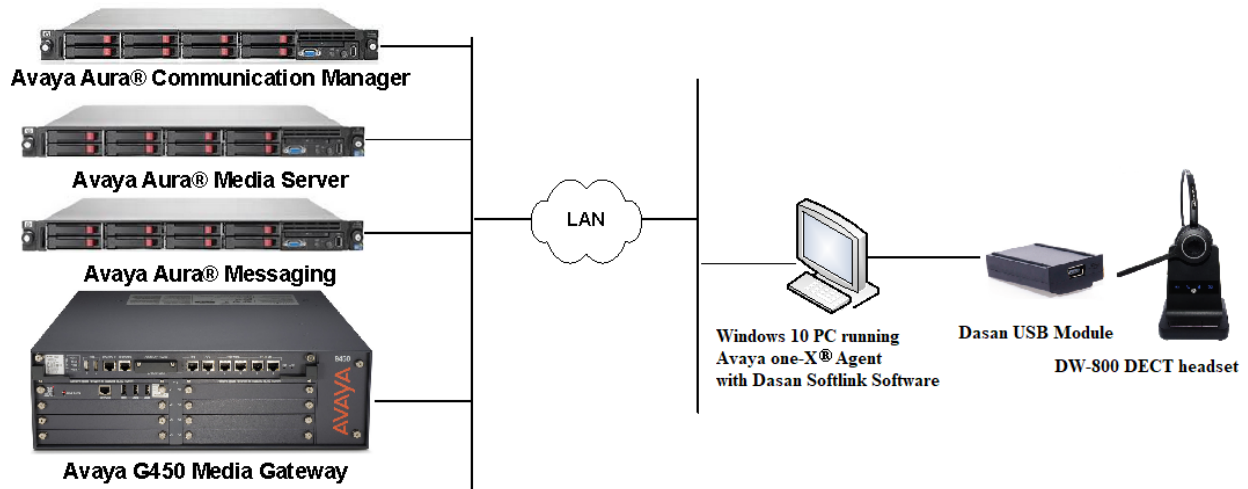 Avaya Aura® Communication Manager
Avaya Aura® Media Server
Avaya Aura® Messaging
G450
AVAYA
Avaya G450 Media Gateway
LAN
Windows 10 PC running
Avaya one-X® Agent
with Dasan Softlink Software
Dasan USB Module
DW-800 DECT headset